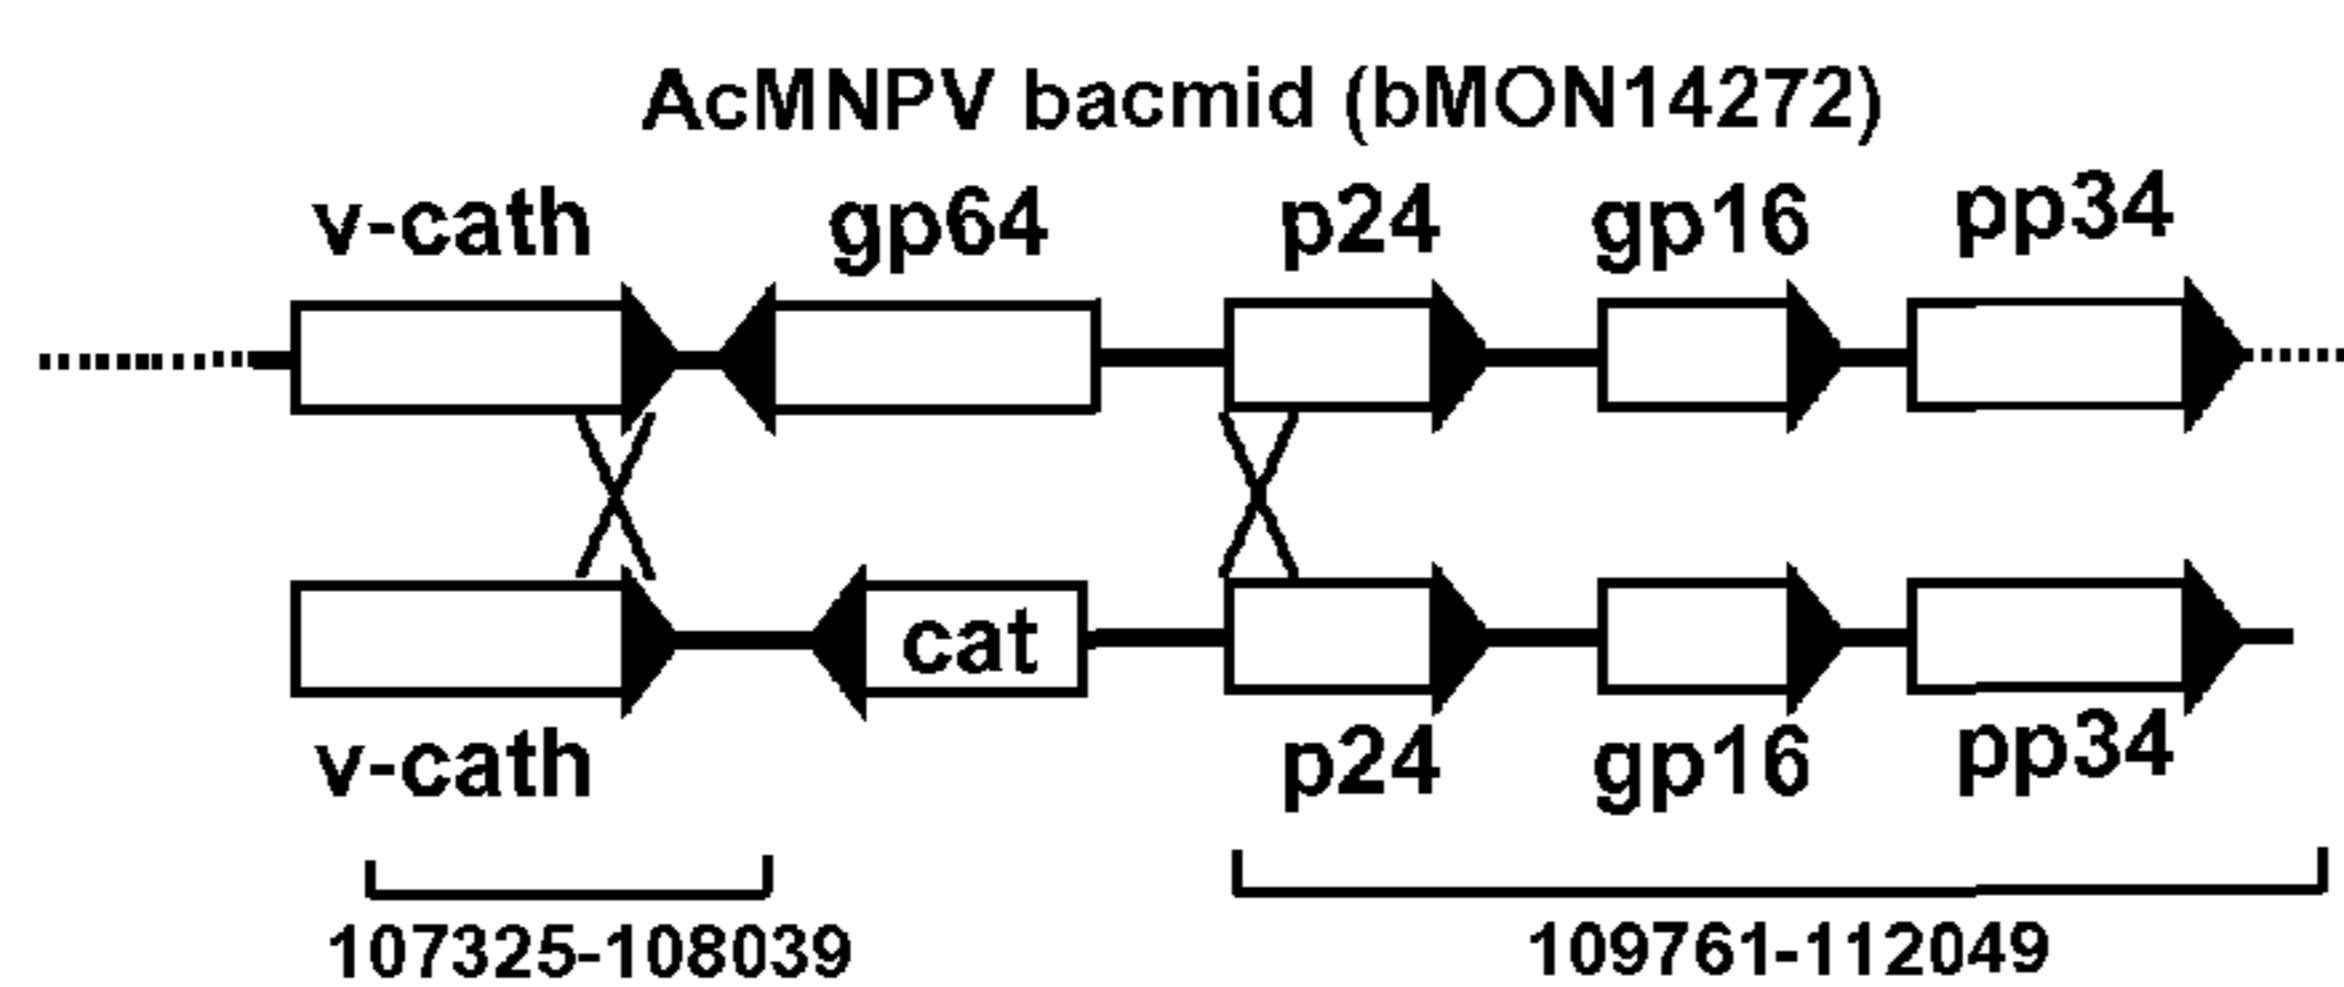 AcMNPV bacmid (bMON14272)
v-cath gp64 p24 gp16 pp34
cat
v-cath p24 gp16 pp34
107325-108039 109761-112049